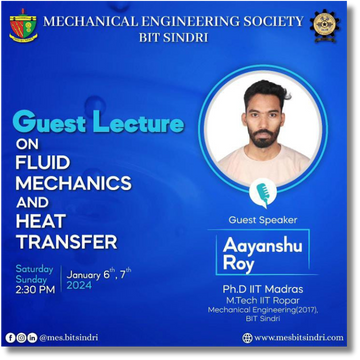 MECHANICAL ENGINEERING SOCIETY
BIT SINDRI
Guest Lecture
ON
FLUID
MECHANICS
AND
HEAT
TRANSFER
Saturday
Sunday
2:30 PM
January 6th, 7th
2024
Guest Speaker
Aayanshu
Roy
Ph.D IIT Madras
M.Tech IIT Ropar
Mechanical Engineering(2017),
BIT Sindri
@mes.bitsindri
www.mesbitsindri.com